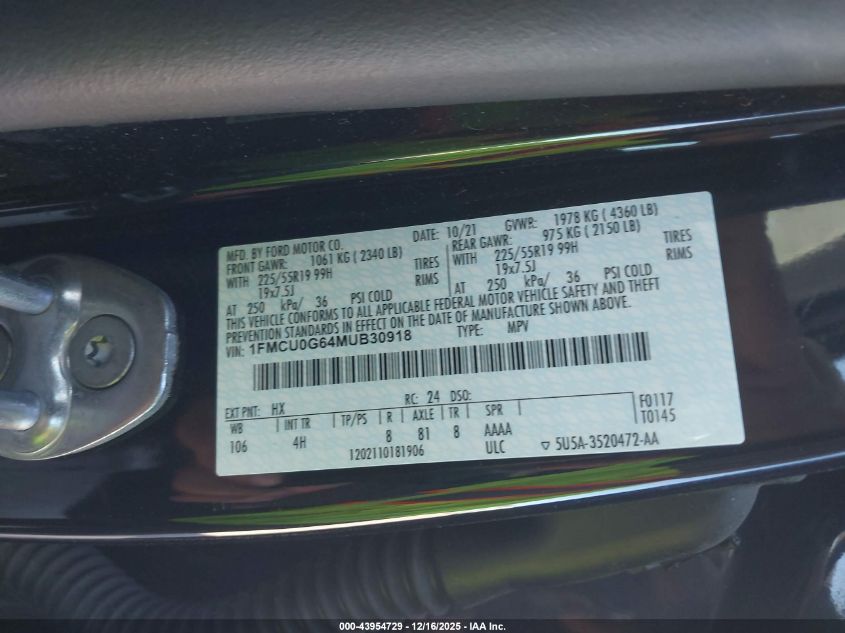 MFD. BY FORD MOTOR CO.
DATE: 10/21 GVWR: 1978 KG ( 4360 LB)
FRONT GAWR: 1061 KG ( 2340 LB) REAR GAWR: 975 KG ( 2150 LB)
WITH 225/55R19 99H TIRES WITH 225/55R19 99H TIRES
19x7.5J RIMS 19x7.5J RIMS
AT 250 kPa/ 36 PSI COLD AT 250 kPa/ 36 PSI COLD
THIS VEHICLE CONFORMS TO ALL APPLICABLE FEDERAL MOTOR VEHICLE SAFETY AND THEFT
PREVENTION STANDARDS IN EFFECT ON THE DATE OF MANUFACTURE SHOWN ABOVE.
VIN: 1FMCU0G64MUB30918 TYPE: MPV
EXT PNT: HX RC: 24 DSO: F0117
WB INT TR TP/PS R AXLE TR SPR T0145
106 4H 8 81 8 AAAA
1202110181906 ULC ▽ 5U5A-3520472-AA
000-43954729 - 12/16/2025 - IAA Inc.